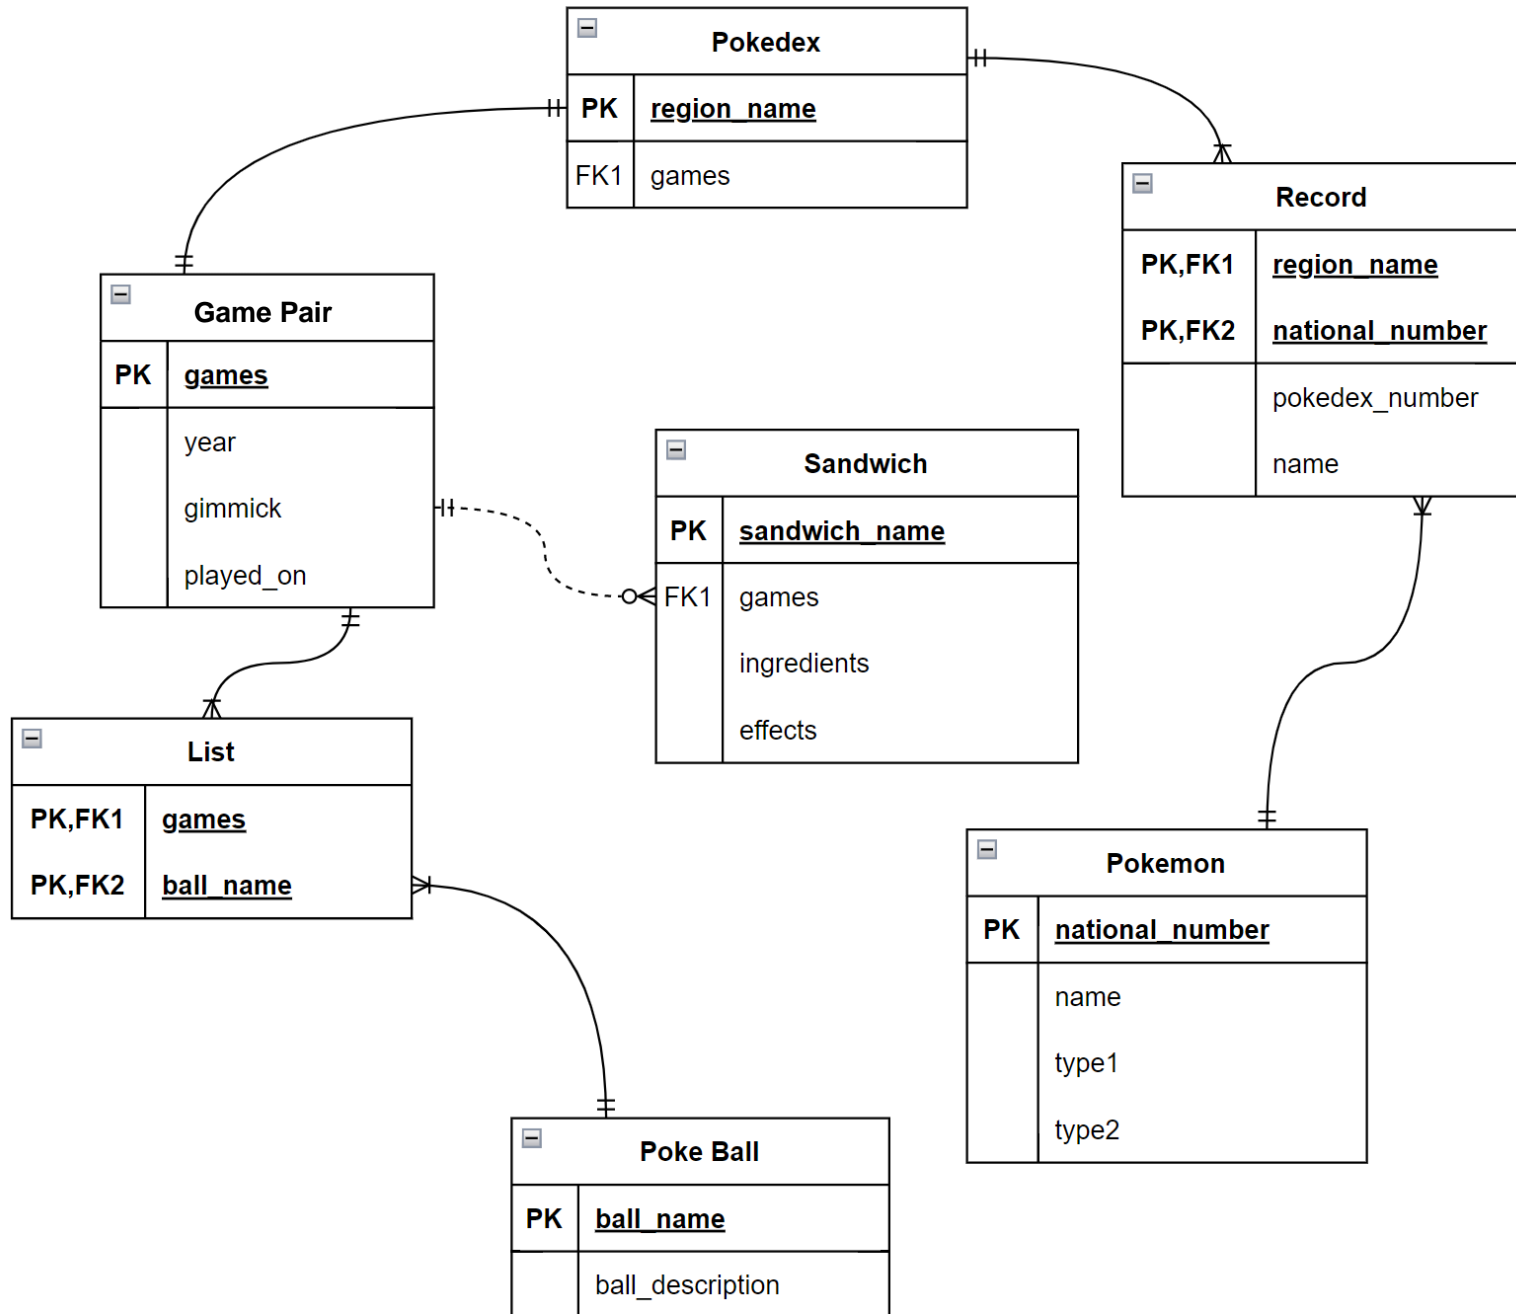 Pokedex
PK region_name
FK1 games
Record
PK,FK1 region_name
PK,FK2 national_number
pokedex_number
name
Game Pair
PK games
year
gimmick
played_on
Sandwich
PK sandwich_name
FK1 games
ingredients
effects
List
PK,FK1 games
PK,FK2 ball_name
Pokemon
PK national_number
name
type1
type2
Poke Ball
PK ball_name
ball_description